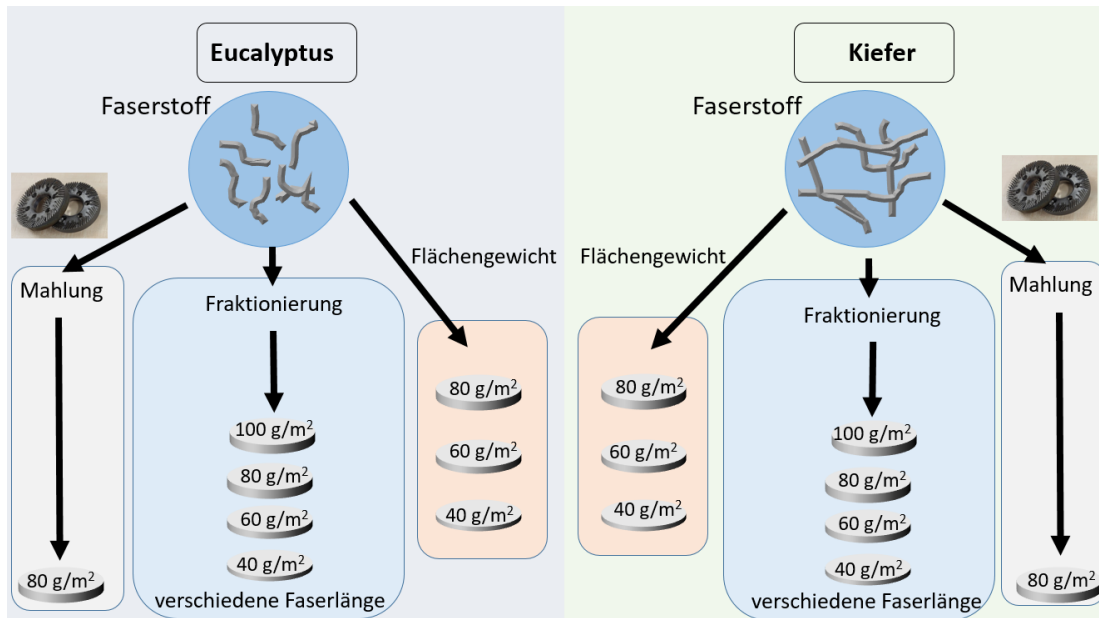 Eucalyptus
Faserstoff
Mahlung
80 g/m²
Fraktionierung
100 g/m²
80 g/m²
60 g/m²
40 g/m²
verschiedene Faserlänge
Flächengewicht
80 g/m²
60 g/m²
40 g/m²
Kiefer
Faserstoff
Flächengewicht
80 g/m²
60 g/m²
40 g/m²
Fraktionierung
100 g/m²
80 g/m²
60 g/m²
40 g/m²
verschiedene Faserlänge
Mahlung
80 g/m²